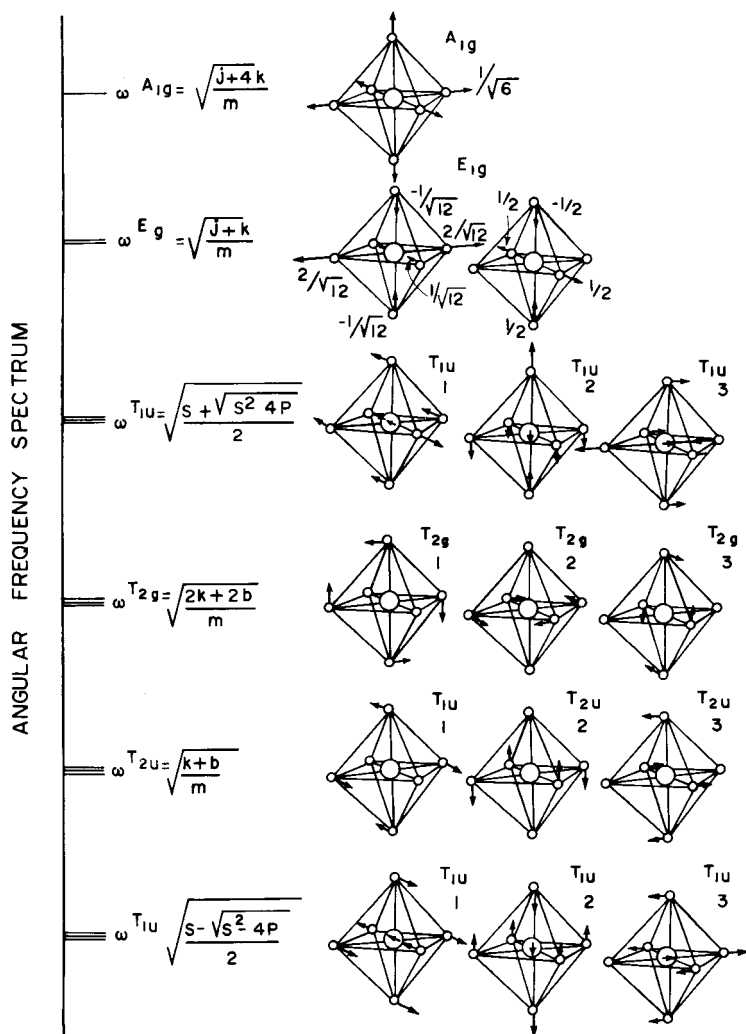 ANGULAR FREQUENCY SPECTRUM
ω A1g = √(j+4k/m)
A1g
1/√6
ω Eg = √(j+k/m)
E1g
-1/√12
2/√12
2/√12
1/√12
-1/√12
1/2
-1/2
1/2
1/2
ω T1u = √(S + √(S² 4P)/2)
T1u 1
T1u 2
T1u 3
ω T2g = √(2k+2b/m)
T2g 1
T2g 2
T2g 3
ω T2u = √(k+b/m)
T1u 1
T2u 2
T2u 3
ω T1u √(S- √(S²- 4P)/2)
T1u 1
T1u 2
T1u 3